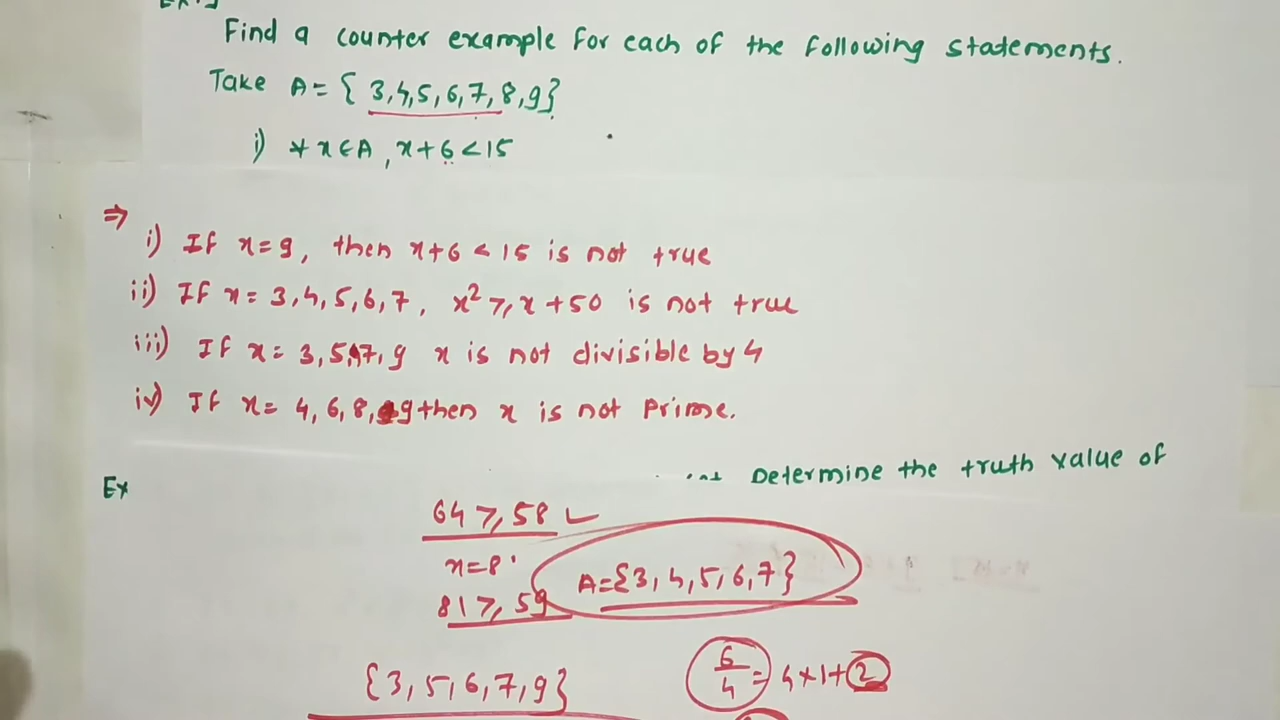 Find a counter example for each of the following statements.
Take A = { 3,4,5,6,7,8,9}
i) ∀ x ∈ A , x+6 < 15
⇒
i) If x=9, then x+6 < 15 is not true
ii) If x= 3,4,5,6,7, x² ≥ x +50 is not true
iii) If x= 3,5,7,9 x is not divisible by 4
iv) If x= 4,6,8,9 then x is not Prime.
Ex Determine the truth value of
64 ≥ 58 ✓
x=8
A={3,4,5,6,7}
81 ≥ 59
{3,5,6,7,9}
6/4 = 4×1+2